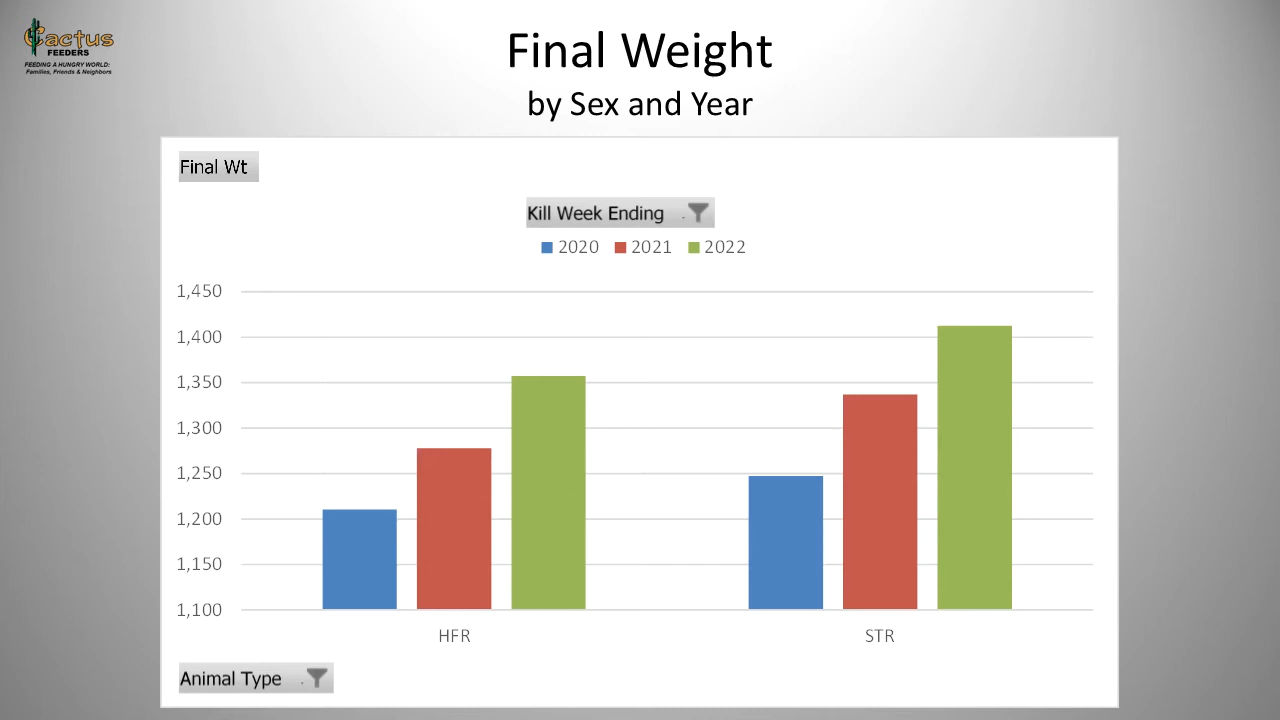 Cactus
FEEDERS
FEEDING A HUNGRY WORLD:
Families, Friends & Neighbors
Final Weight
by Sex and Year
Final Wt
Kill Week Ending
2020 2021 2022
1,450
1,400
1,350
1,300
1,250
1,200
1,150
1,100
HFR STR
Animal Type